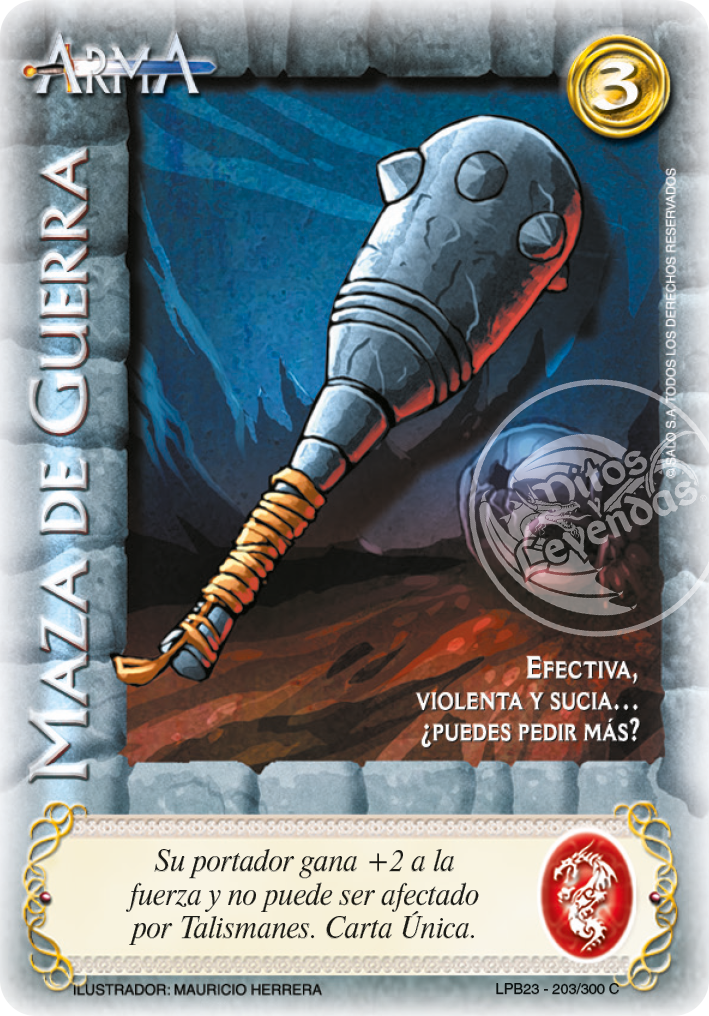 ARMA
3
MAZA DE GUERRA
© SALO S.A. TODOS LOS DERECHOS RESERVADOS
Mitos
y
Leyendas
EFECTIVA,
VIOLENTA Y SUCIA...
¿PUEDES PEDIR MÁS?
Su portador gana +2 a la
fuerza y no puede ser afectado
por Talismanes. Carta Única.
ILUSTRADOR: MAURICIO HERRERA
LPB23 - 203/300 C